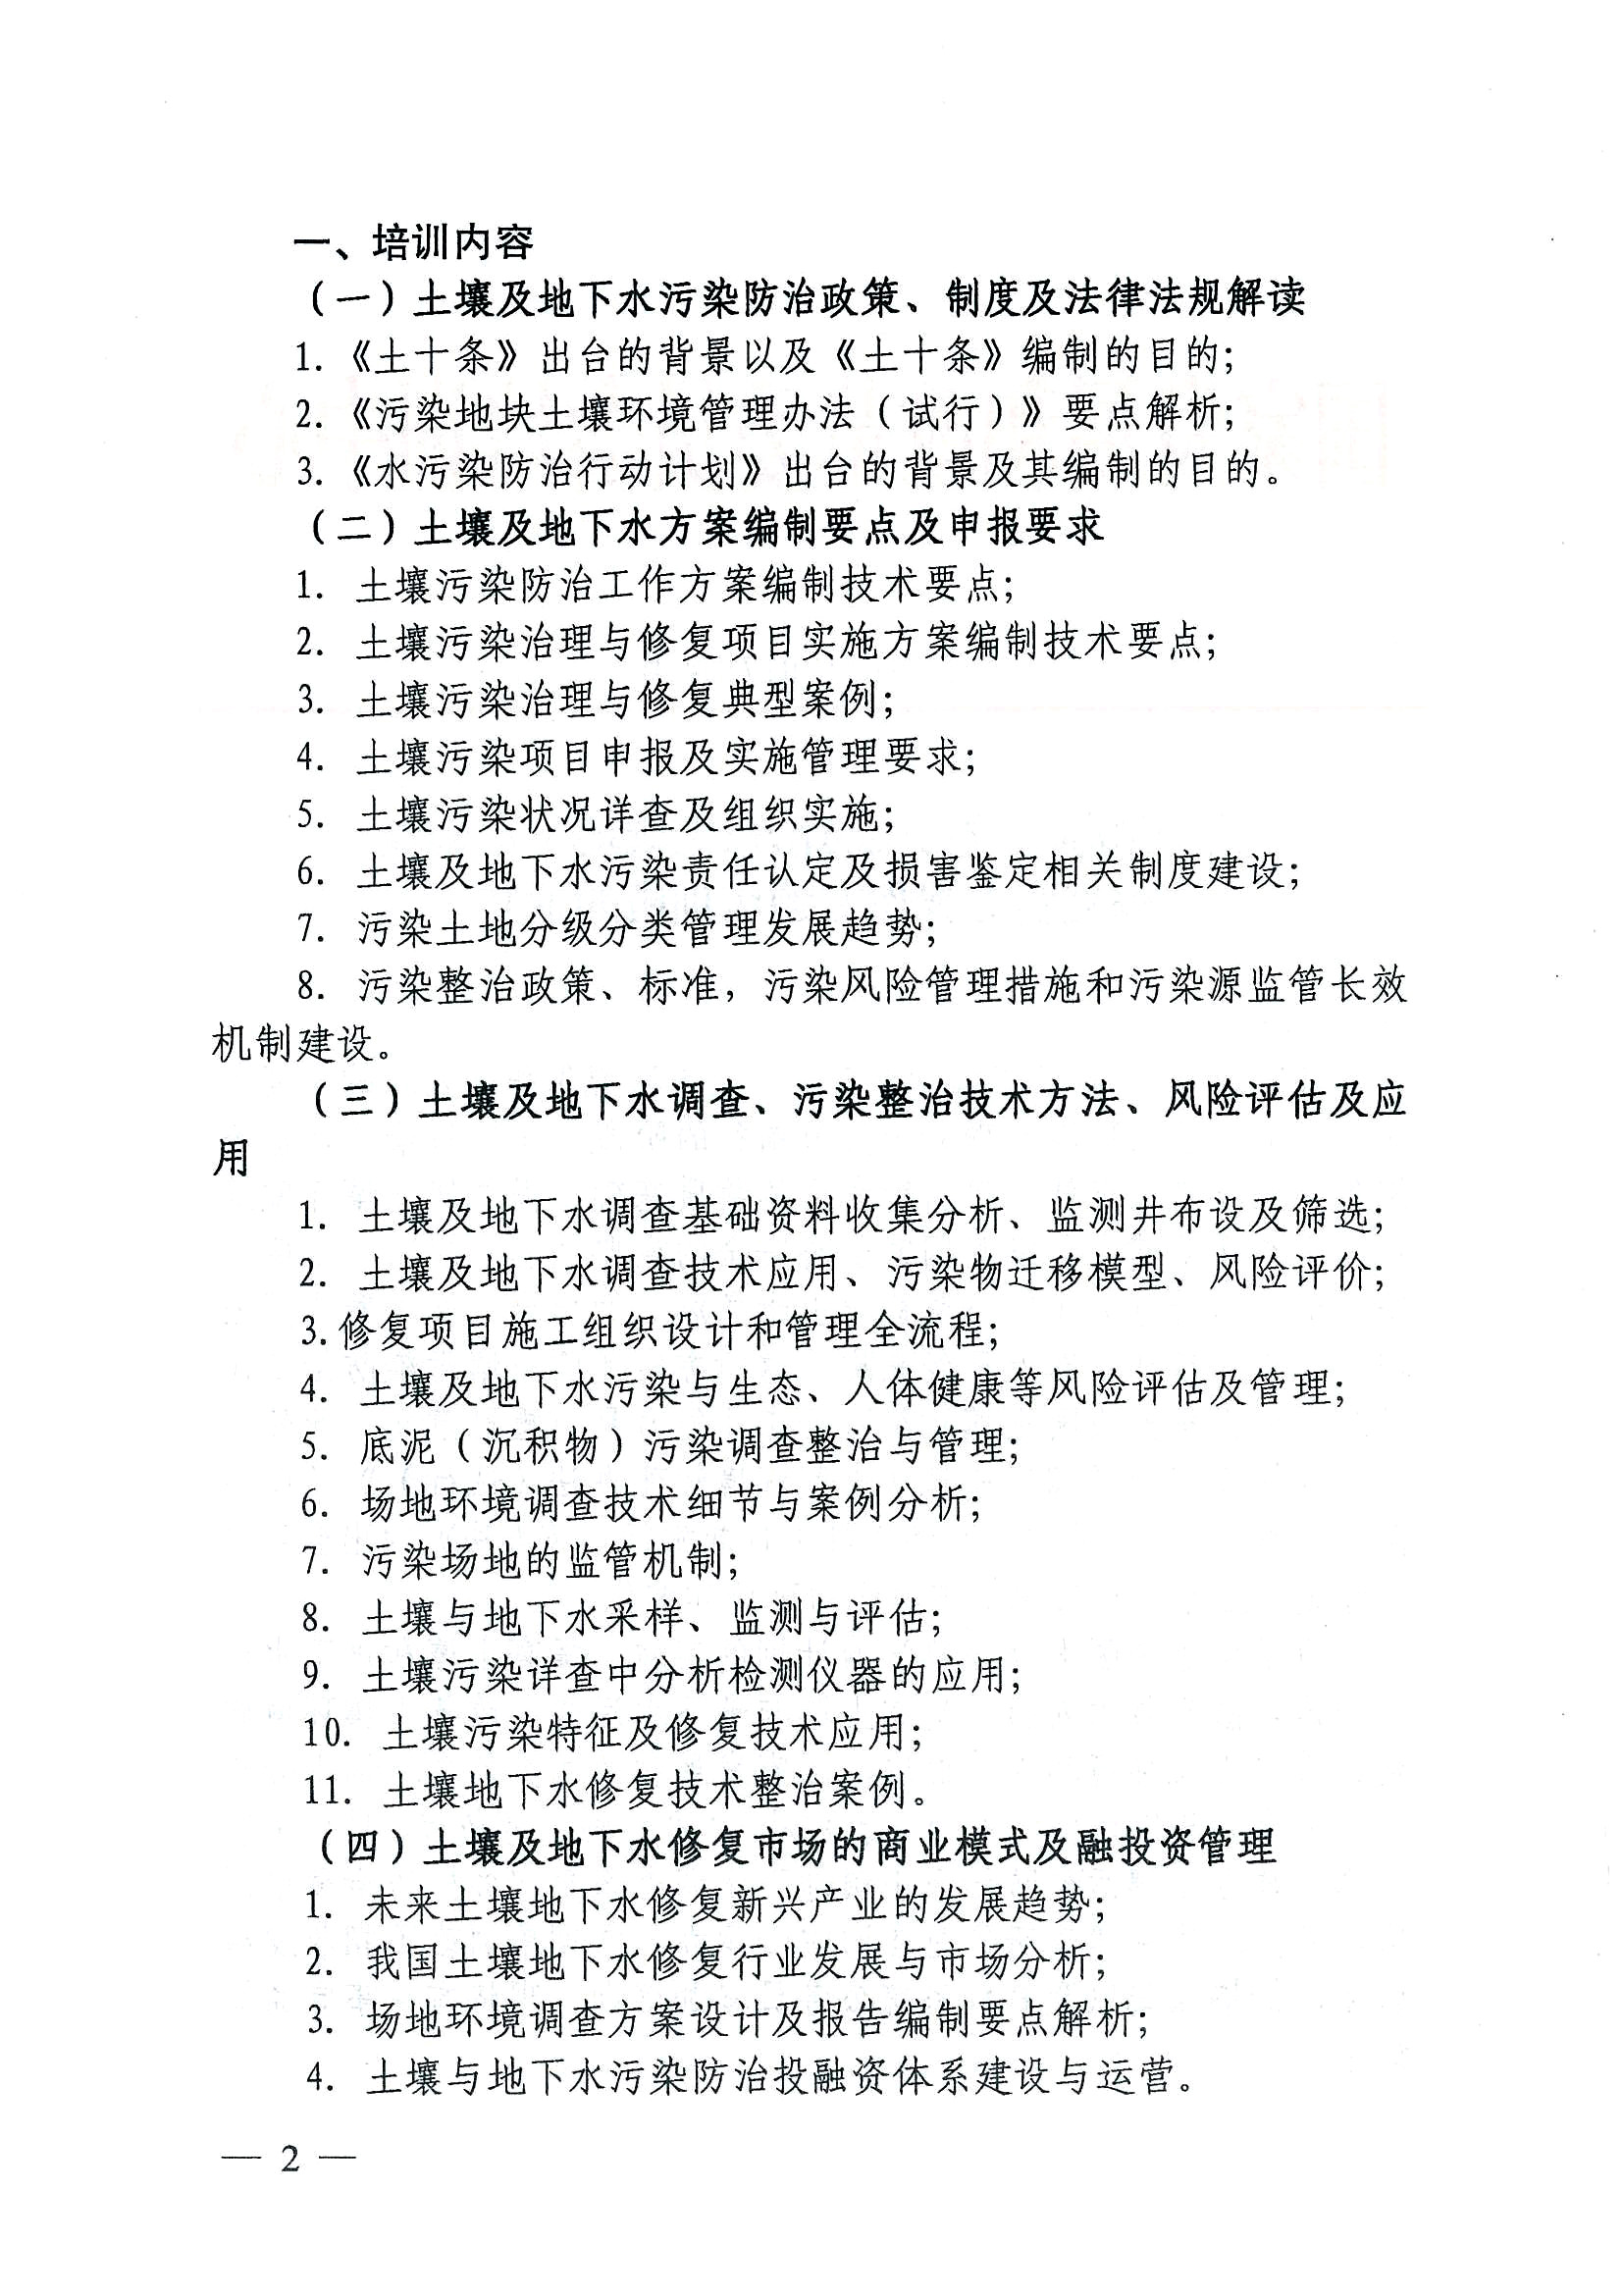 一、培训内容
（一）土壤及地下水污染防治政策、制度及法律法规解读
1.《土十条》出台的背景以及《土十条》编制的目的；
2.《污染地块土壤环境管理办法（试行）》要点解析；
3.《水污染防治行动计划》出台的背景及其编制的目的。
（二）土壤及地下水方案编制要点及申报要求
1. 土壤污染防治工作方案编制技术要点；
2. 土壤污染治理与修复项目实施方案编制技术要点；
3. 土壤污染治理与修复典型案例；
4. 土壤污染项目申报及实施管理要求；
5. 土壤污染状况详查及组织实施；
6. 土壤及地下水污染责任认定及损害鉴定相关制度建设；
7. 污染土地分级分类管理发展趋势；
8. 污染整治政策、标准，污染风险管理措施和污染源监管长效
机制建设。
（三）土壤及地下水调查、污染整治技术方法、风险评估及应
用
1. 土壤及地下水调查基础资料收集分析、监测井布设及筛选；
2. 土壤及地下水调查技术应用、污染物迁移模型、风险评价；
3.修复项目施工组织设计和管理全流程；
4. 土壤及地下水污染与生态、人体健康等风险评估及管理；
5. 底泥（沉积物）污染调查整治与管理；
6. 场地环境调查技术细节与案例分析；
7. 污染场地的监管机制；
8. 土壤与地下水采样、监测与评估；
9. 土壤污染详查中分析检测仪器的应用；
10. 土壤污染特征及修复技术应用；
11. 土壤地下水修复技术整治案例。
（四）土壤及地下水修复市场的商业模式及融投资管理
1. 未来土壤地下水修复新兴产业的发展趋势；
2. 我国土壤地下水修复行业发展与市场分析；
3. 场地环境调查方案设计及报告编制要点解析；
4. 土壤与地下水污染防治投融资体系建设与运营。
— 2 —